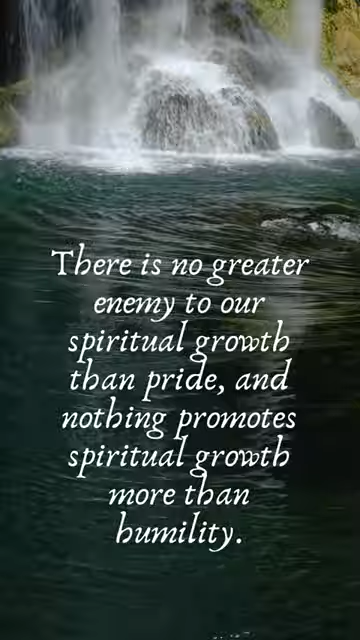 There is no greater
enemy to our
spiritual growth
than pride, and
nothing promotes
spiritual growth
more than
humility.